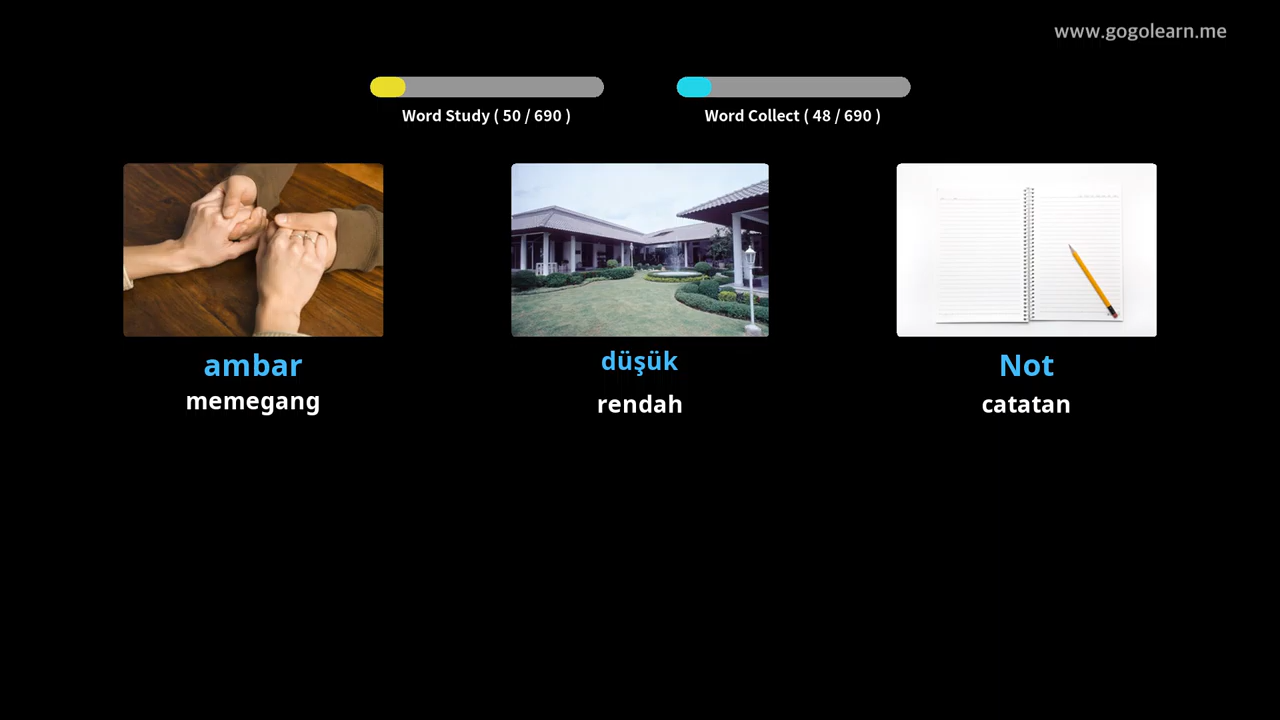 www.gogolearn.me
Word Study ( 50 / 690 )
Word Collect ( 48 / 690 )
ambar
memegang
düşük
rendah
Not
catatan